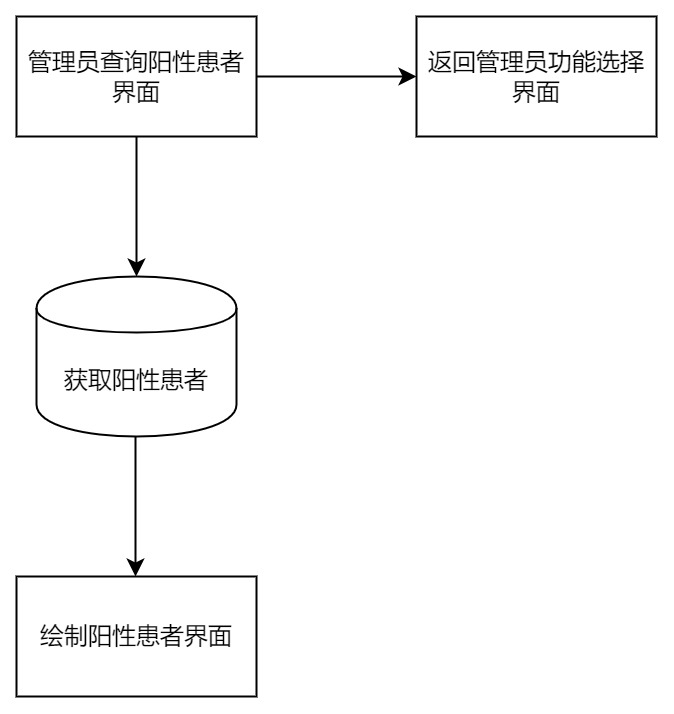 管理员查询阳性患者
界面
返回管理员功能选择
界面
获取阳性患者
绘制阳性患者界面